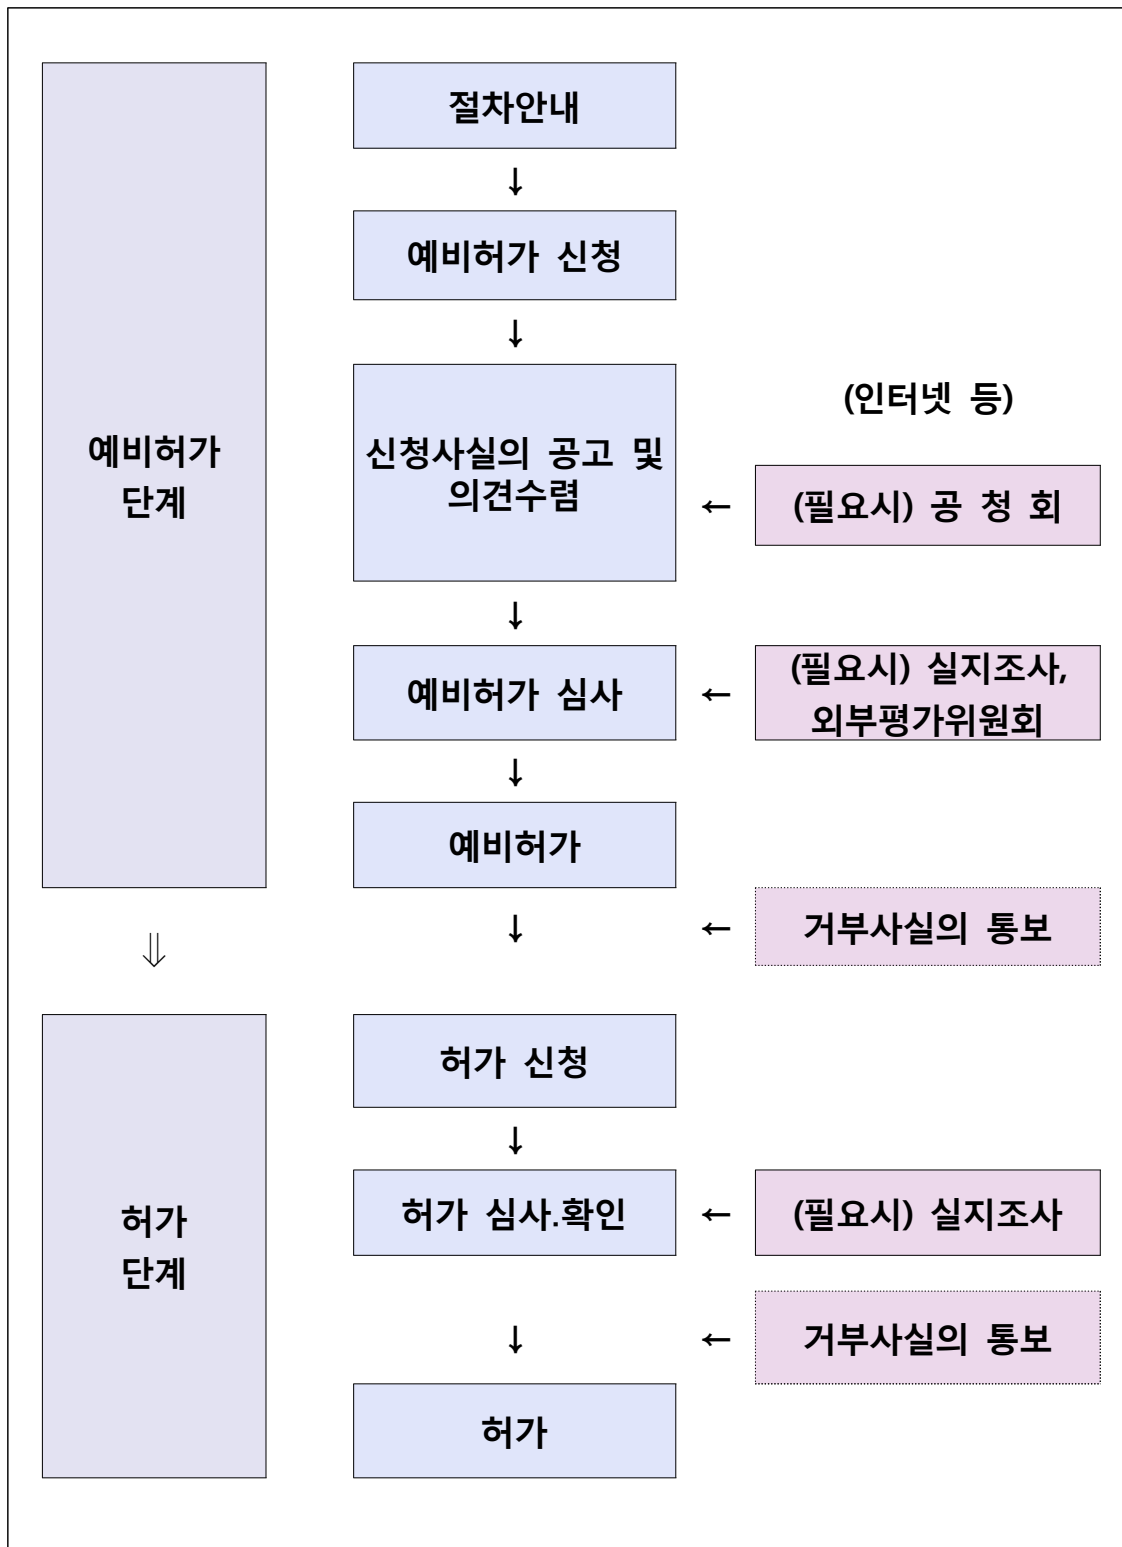 절차안내
↓
예비허가 신청
↓
(인터넷 등)
예비허가
단계
신청사실의 공고 및
의견수렴
← (필요시) 공 청 회
↓
예비허가 심사
←
(필요시) 실지조사,
외부평가위원회
↓
예비허가
↓ ← 거부사실의 통보
⇓
허가 신청
↓
허가
단계
허가 심사.확인 ← (필요시) 실지조사
↓ ← 거부사실의 통보
허가